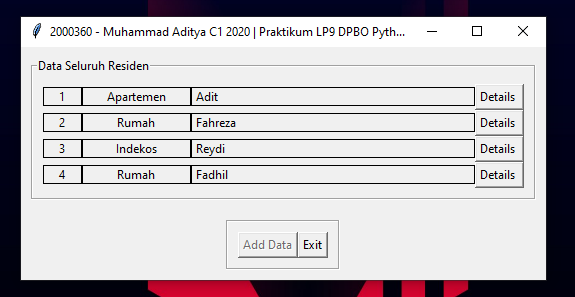 2000360 - Muhammad Aditya C1 2020 | Praktikum LP9 DPBO Pyth...
Data Seluruh Residen
1 Apartemen Adit Details
2 Rumah Fahreza Details
3 Indekos Reydi Details
4 Rumah Fadhil Details
Add Data Exit